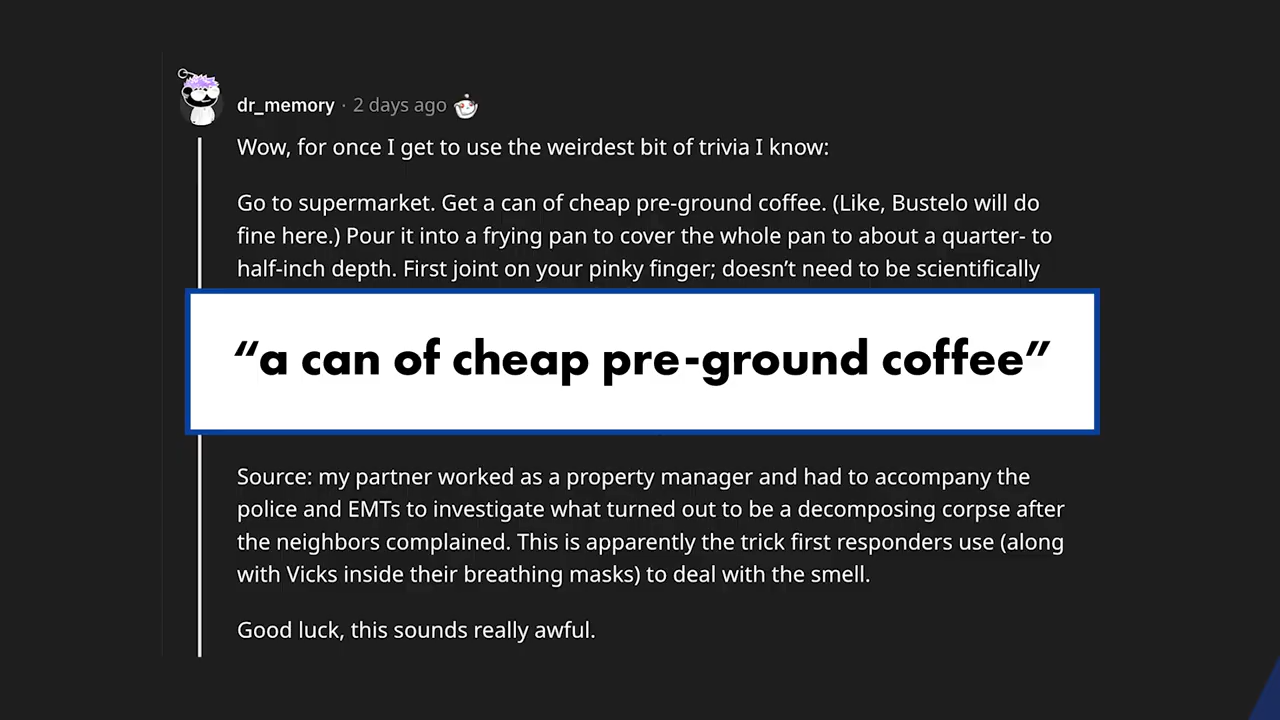 dr_memory · 2 days ago
Wow, for once I get to use the weirdest bit of trivia I know:
Go to supermarket. Get a can of cheap pre-ground coffee. (Like, Bustelo will do
fine here.) Pour it into a frying pan to cover the whole pan to about a quarter- to
half-inch depth. First joint on your pinky finger; doesn’t need to be scientifically
“a can of cheap pre-ground coffee”
Source: my partner worked as a property manager and had to accompany the
police and EMTs to investigate what turned out to be a decomposing corpse after
the neighbors complained. This is apparently the trick first responders use (along
with Vicks inside their breathing masks) to deal with the smell.
Good luck, this sounds really awful.